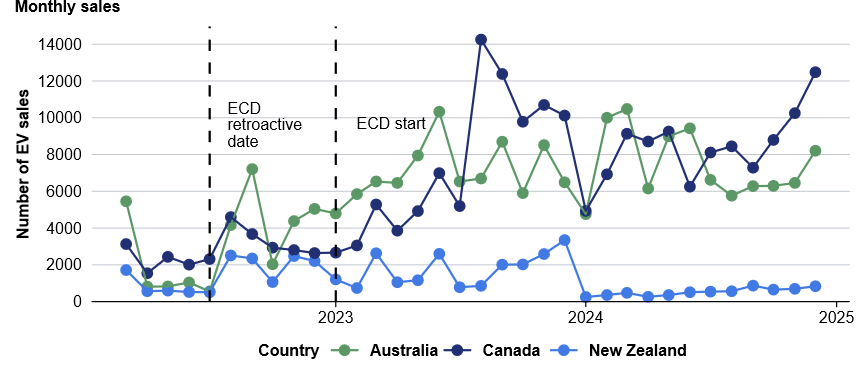 Monthly sales
Number of EV sales
14000
12000
10000
8000
6000
4000
2000
0
ECD
retroactive
date
ECD start
2023
2024
2025
Country Australia Canada New Zealand